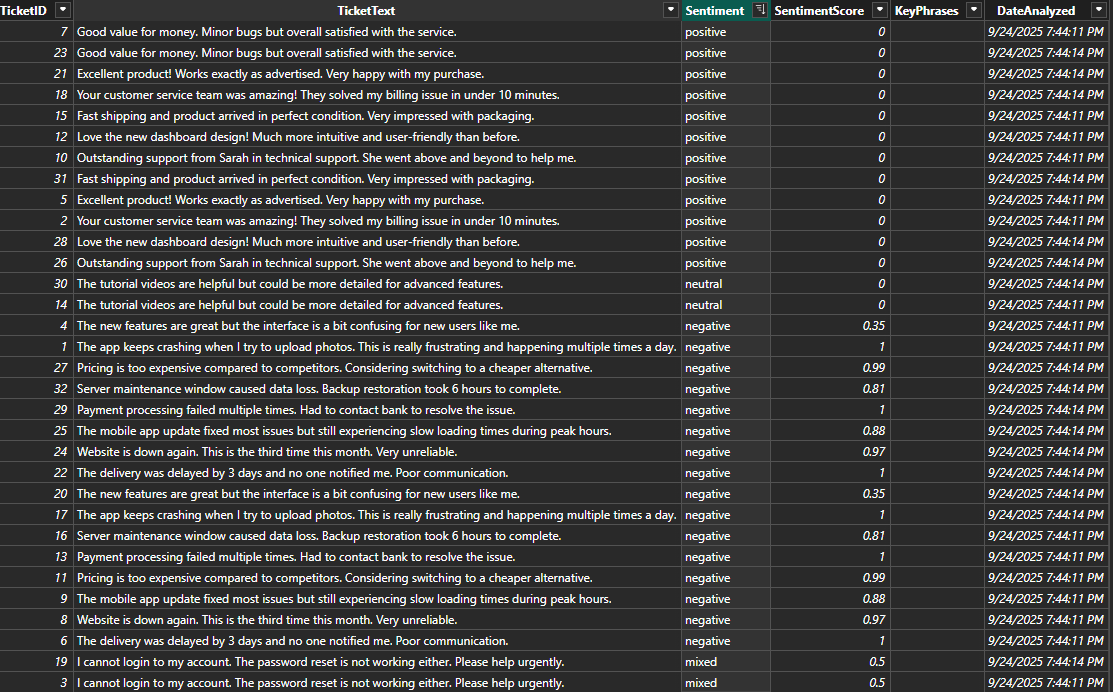 TicketID TicketText Sentiment SentimentScore KeyPhrases DateAnalyzed
7 Good value for money. Minor bugs but overall satisfied with the service. positive 0 9/24/2025 7:44:11 PM
23 Good value for money. Minor bugs but overall satisfied with the service. positive 0 9/24/2025 7:44:14 PM
21 Excellent product! Works exactly as advertised. Very happy with my purchase. positive 0 9/24/2025 7:44:14 PM
18 Your customer service team was amazing! They solved my billing issue in under 10 minutes. positive 0 9/24/2025 7:44:14 PM
15 Fast shipping and product arrived in perfect condition. Very impressed with packaging. positive 0 9/24/2025 7:44:11 PM
12 Love the new dashboard design! Much more intuitive and user-friendly than before. positive 0 9/24/2025 7:44:11 PM
10 Outstanding support from Sarah in technical support. She went above and beyond to help me. positive 0 9/24/2025 7:44:11 PM
31 Fast shipping and product arrived in perfect condition. Very impressed with packaging. positive 0 9/24/2025 7:44:14 PM
5 Excellent product! Works exactly as advertised. Very happy with my purchase. positive 0 9/24/2025 7:44:11 PM
2 Your customer service team was amazing! They solved my billing issue in under 10 minutes. positive 0 9/24/2025 7:44:11 PM
28 Love the new dashboard design! Much more intuitive and user-friendly than before. positive 0 9/24/2025 7:44:14 PM
26 Outstanding support from Sarah in technical support. She went above and beyond to help me. positive 0 9/24/2025 7:44:14 PM
30 The tutorial videos are helpful but could be more detailed for advanced features. neutral 0 9/24/2025 7:44:14 PM
14 The tutorial videos are helpful but could be more detailed for advanced features. neutral 0 9/24/2025 7:44:11 PM
4 The new features are great but the interface is a bit confusing for new users like me. negative 0.35 9/24/2025 7:44:11 PM
1 The app keeps crashing when I try to upload photos. This is really frustrating and happening multiple times a day. negative 1 9/24/2025 7:44:11 PM
27 Pricing is too expensive compared to competitors. Considering switching to a cheaper alternative. negative 0.99 9/24/2025 7:44:14 PM
32 Server maintenance window caused data loss. Backup restoration took 6 hours to complete. negative 0.81 9/24/2025 7:44:14 PM
29 Payment processing failed multiple times. Had to contact bank to resolve the issue. negative 1 9/24/2025 7:44:14 PM
25 The mobile app update fixed most issues but still experiencing slow loading times during peak hours. negative 0.88 9/24/2025 7:44:14 PM
24 Website is down again. This is the third time this month. Very unreliable. negative 0.97 9/24/2025 7:44:14 PM
22 The delivery was delayed by 3 days and no one notified me. Poor communication. negative 1 9/24/2025 7:44:14 PM
20 The new features are great but the interface is a bit confusing for new users like me. negative 0.35 9/24/2025 7:44:14 PM
17 The app keeps crashing when I try to upload photos. This is really frustrating and happening multiple times a day. negative 1 9/24/2025 7:44:14 PM
16 Server maintenance window caused data loss. Backup restoration took 6 hours to complete. negative 0.81 9/24/2025 7:44:11 PM
13 Payment processing failed multiple times. Had to contact bank to resolve the issue. negative 1 9/24/2025 7:44:11 PM
11 Pricing is too expensive compared to competitors. Considering switching to a cheaper alternative. negative 0.99 9/24/2025 7:44:11 PM
9 The mobile app update fixed most issues but still experiencing slow loading times during peak hours. negative 0.88 9/24/2025 7:44:11 PM
8 Website is down again. This is the third time this month. Very unreliable. negative 0.97 9/24/2025 7:44:11 PM
6 The delivery was delayed by 3 days and no one notified me. Poor communication. negative 1 9/24/2025 7:44:11 PM
19 I cannot login to my account. The password reset is not working either. Please help urgently. mixed 0.5 9/24/2025 7:44:14 PM
3 I cannot login to my account. The password reset is not working either. Please help urgently. mixed 0.5 9/24/2025 7:44:11 PM